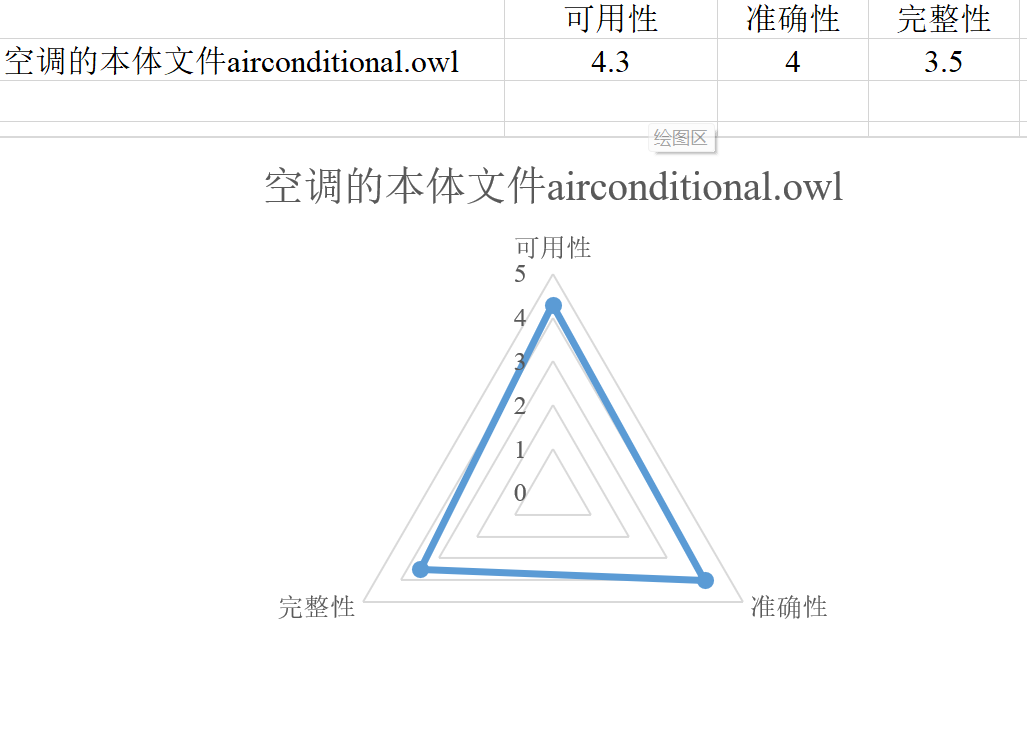 可用性 准确性 完整性
空调的本体文件airconditional.owl 4.3 4 3.5
绘图区
空调的本体文件airconditional.owl
可用性
5
4
3
2
1
0
完整性 准确性